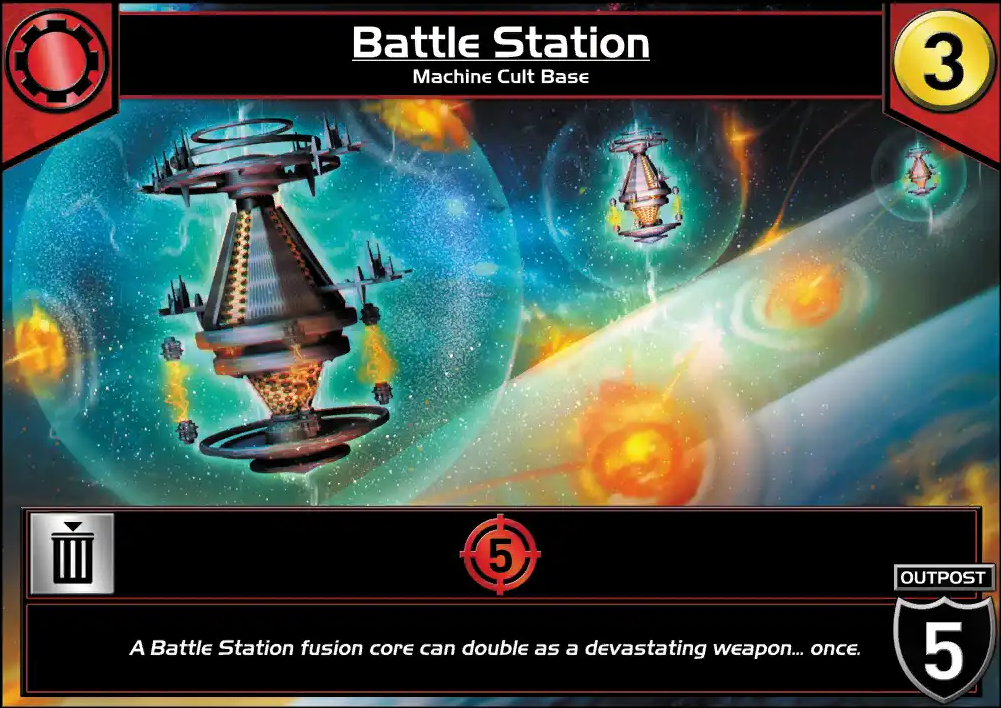 Battle Station
Machine Cult Base
3
5
OUTPOST
A Battle Station fusion core can double as a devastating weapon... once.
5